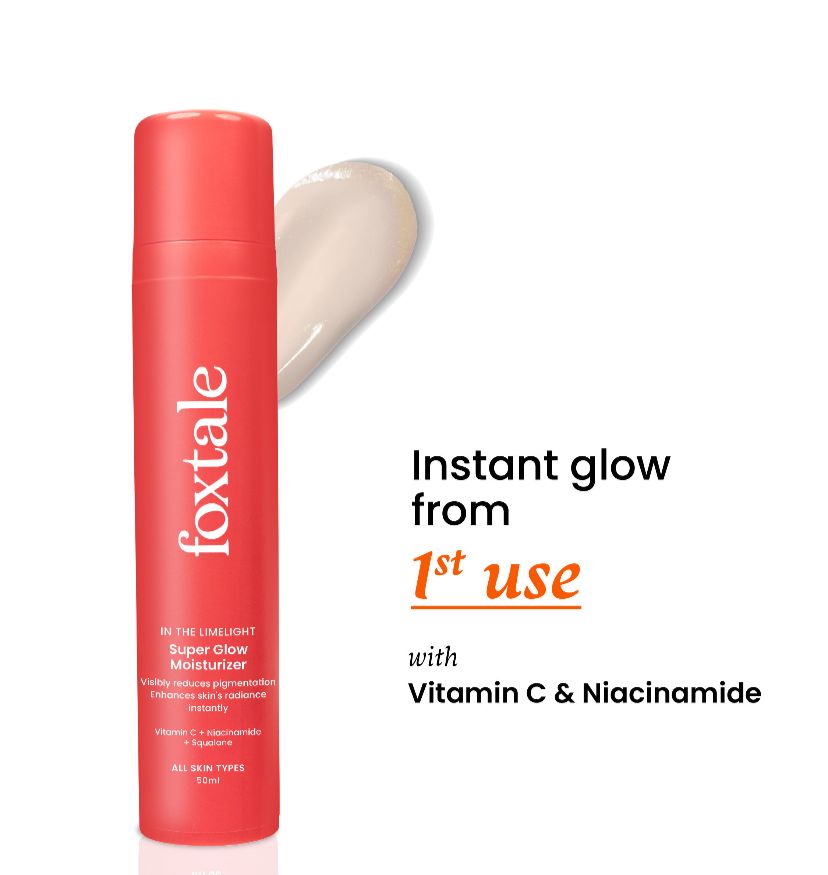 foxtale
IN THE LIMELIGHT
Super Glow
Moisturizer
Visibly reduces pigmentation
Enhances skin's radiance
instantly
Vitamin C + Niacinamide
+ Squalane
ALL SKIN TYPES
50ml
Instant glow
from
1st use
with
Vitamin C & Niacinamide